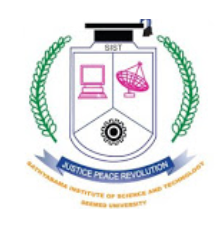 SIST
JUSTICE PEACE REVOLUTION
SATHYABAMA INSTITUTE OF SCIENCE AND TECHNOLOGY
DEEMED UNIVERSITY